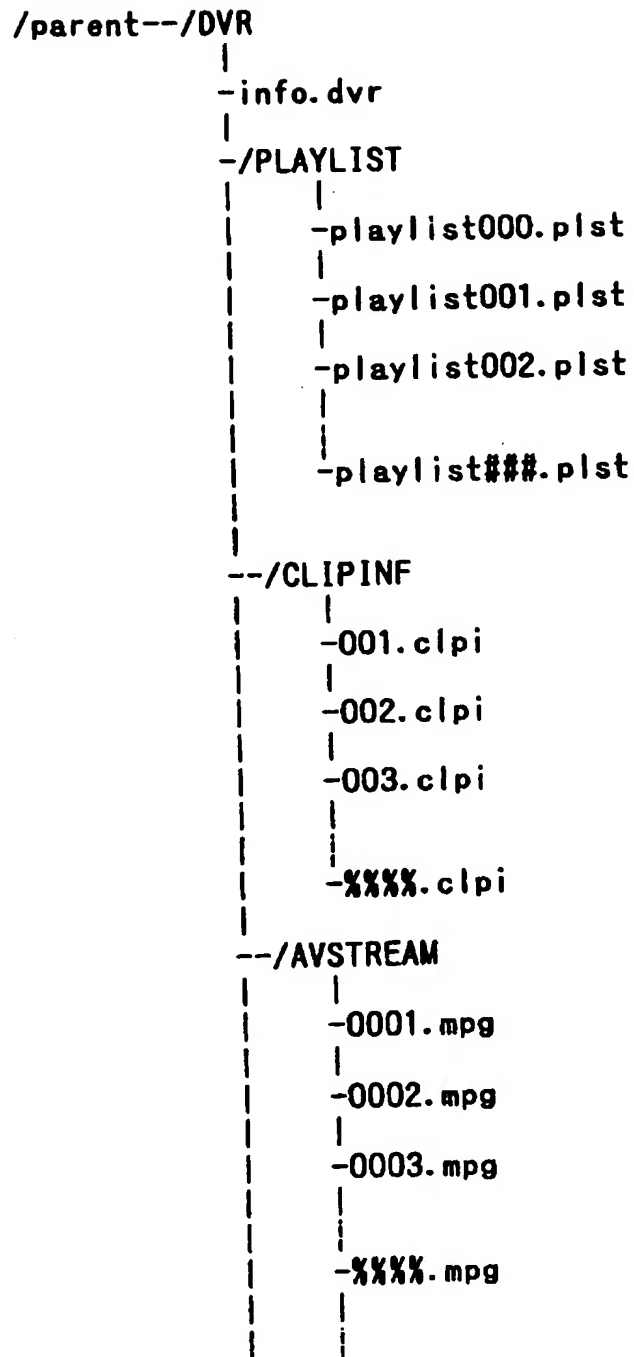 /parent--/DVR
-info.dvr
-/PLAYLIST
-playlist000.plst
-playlist001.plst
-playlist002.plst
-playlist###.plst
--/CLIPINF
-001.clpi
-002.clpi
-003.clpi
-%%%%.clpi
--/AVSTREAM
-0001.mpg
-0002.mpg
-0003.mpg
-%%%%.mpg